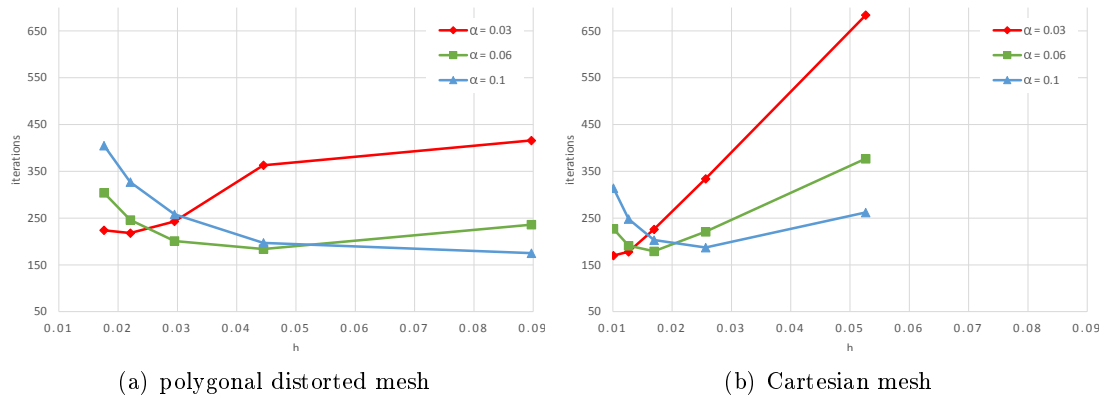 650
550
450
350
250
150
50
iterations
0.01 0.02 0.03 0.04 0.05 0.06 0.07 0.08 0.09
h
α = 0.03
α = 0.06
α = 0.1
(a) polygonal distorted mesh
650
550
450
350
250
150
50
iterations
0.01 0.02 0.03 0.04 0.05 0.06 0.07 0.08 0.09
h
α = 0.03
α = 0.06
α = 0.1
(b) Cartesian mesh